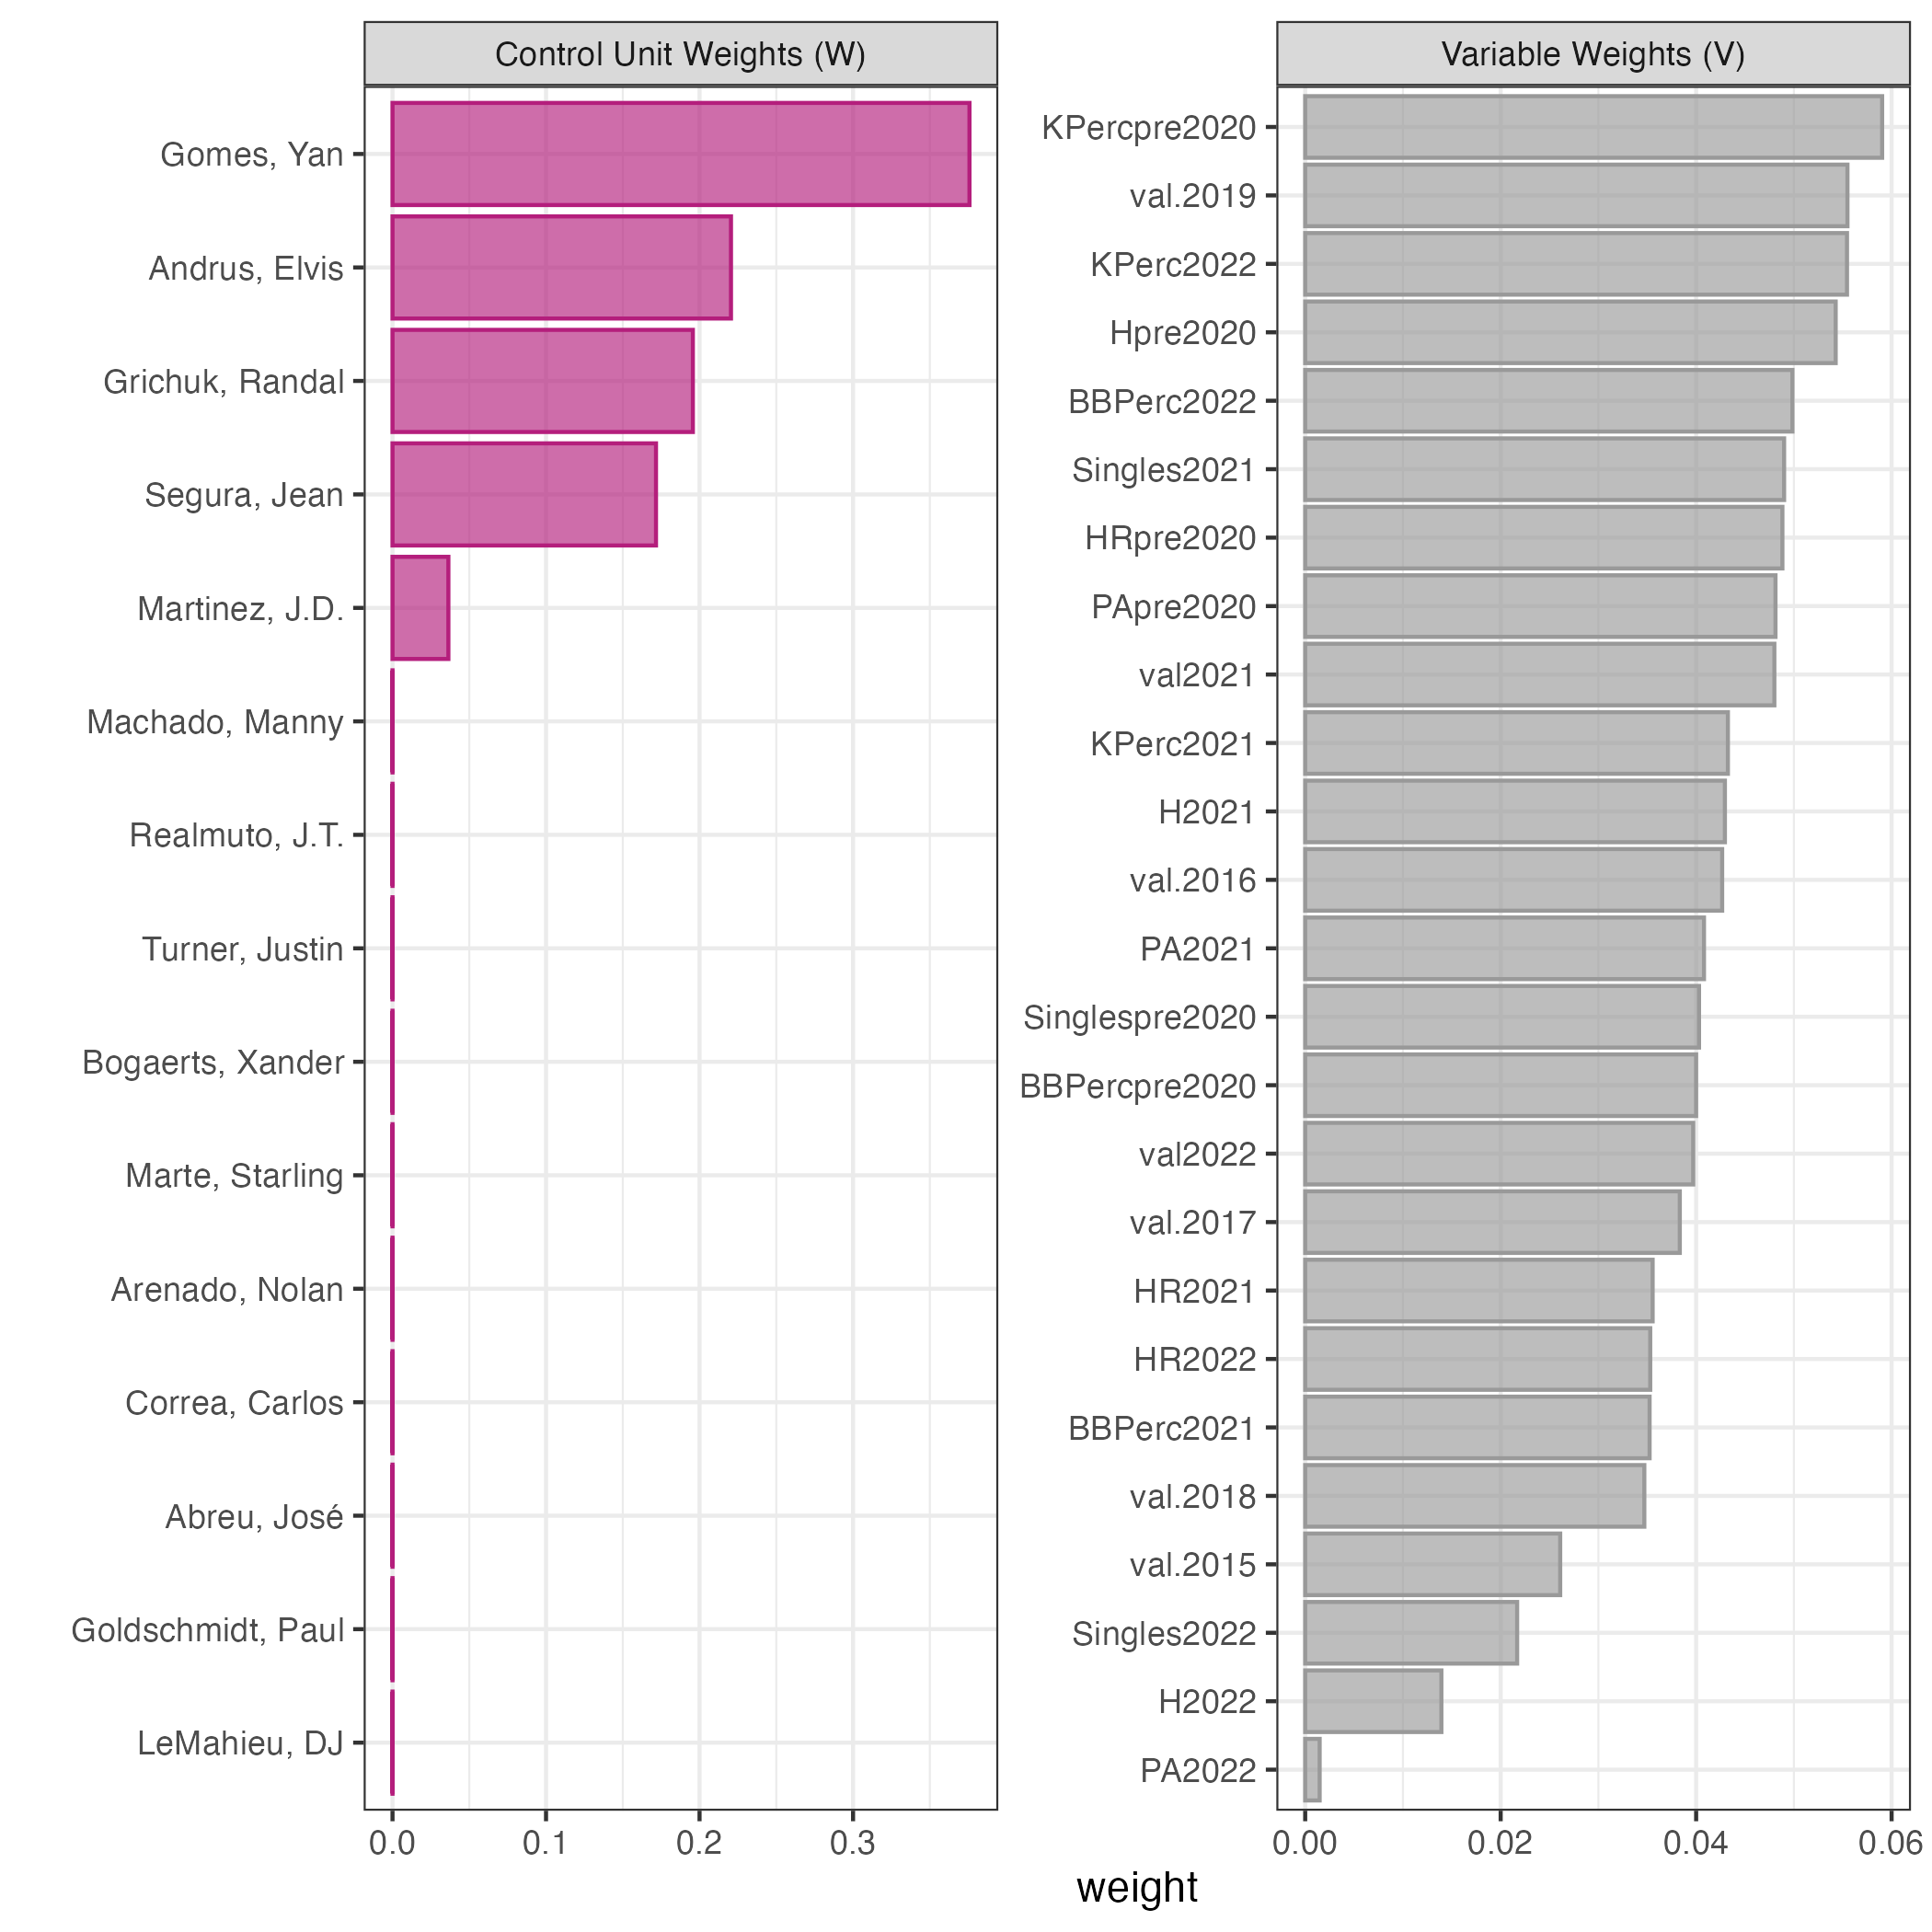 Control Unit Weights (W)
Gomes, Yan
Andrus, Elvis
Grichuk, Randal
Segura, Jean
Martinez, J.D.
Machado, Manny
Realmuto, J.T.
Turner, Justin
Bogaerts, Xander
Marte, Starling
Arenado, Nolan
Correa, Carlos
Abreu, José
Goldschmidt, Paul
LeMahieu, DJ
0.0 0.1 0.2 0.3
Variable Weights (V)
KPercpre2020
val.2019
KPerc2022
Hpre2020
BBPerc2022
Singles2021
HRpre2020
PApre2020
val2021
KPerc2021
H2021
val.2016
PA2021
Singlespre2020
BBPercpre2020
val2022
val.2017
HR2021
HR2022
BBPerc2021
val.2018
val.2015
Singles2022
H2022
PA2022
0.00 0.02 0.04 0.06
weight